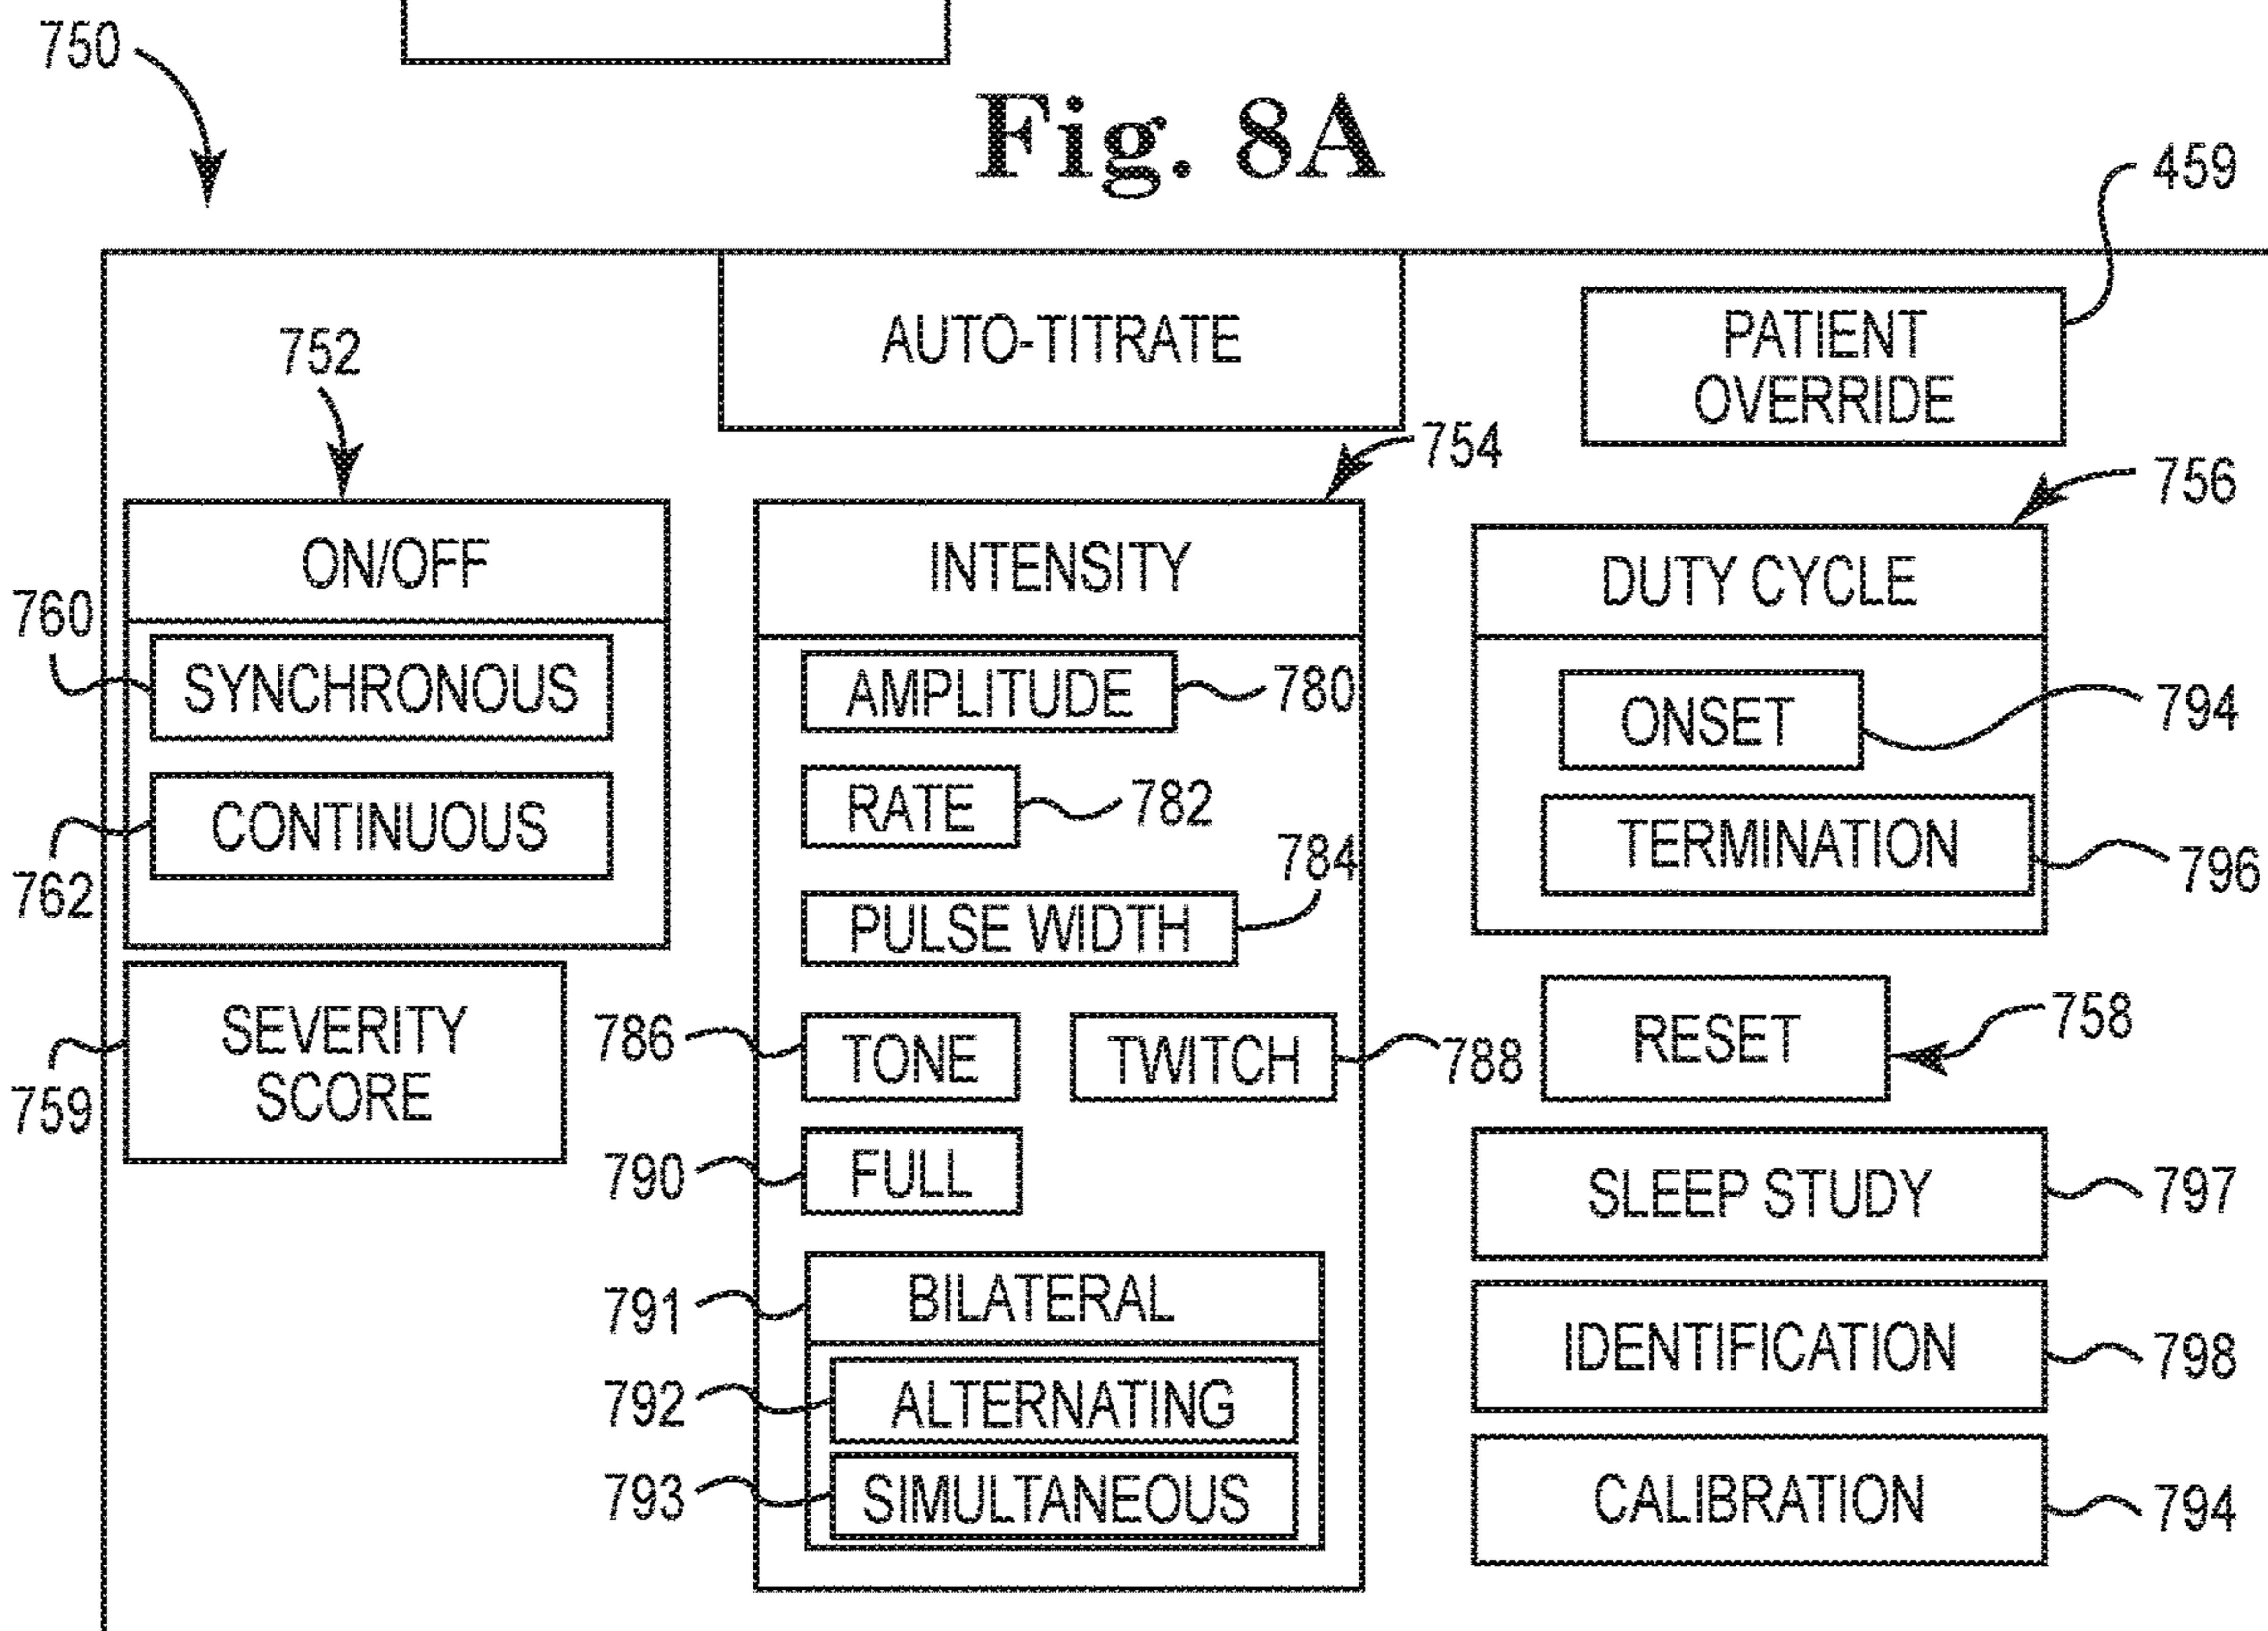 750
Fig. 8A
459
AUTO-TITRATE
PATIENT
OVERRIDE
752
754
756
ON/OFF
760
SYNCHRONOUS
CONTINUOUS
762
SEVERITY
SCORE
759
INTENSITY
AMPLITUDE
780
RATE
782
784
PULSE WIDTH
786
TONE
TWITCH
788
790
FULL
791
BILATERAL
792
ALTERNATING
793
SIMULTANEOUS
DUTY CYCLE
ONSET
794
TERMINATION
796
RESET
758
SLEEP STUDY
797
IDENTIFICATION
798
CALIBRATION
794